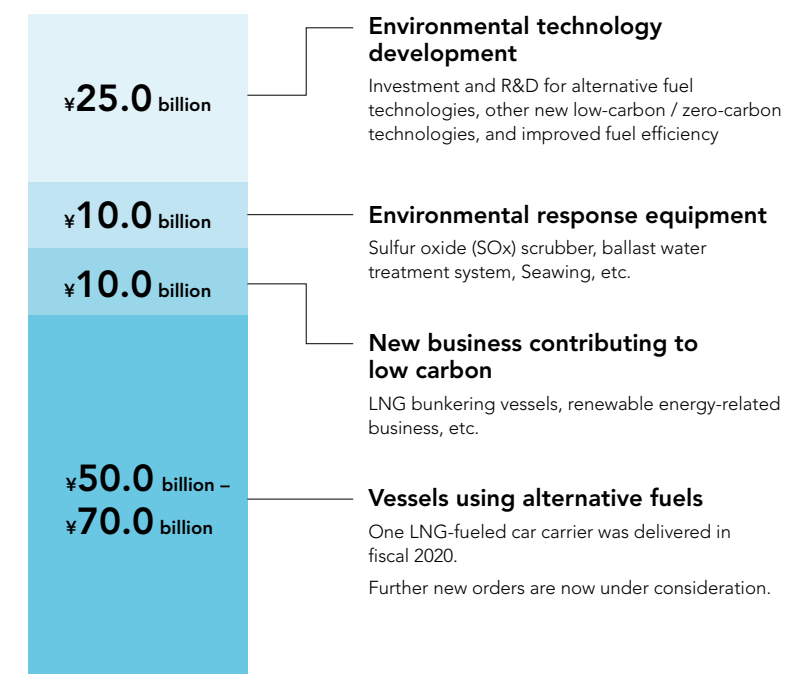 ¥25.0 billion
Environmental technology
development
Investment and R&D for alternative fuel
technologies, other new low-carbon / zero-carbon
technologies, and improved fuel efficiency
¥10.0 billion
Environmental response equipment
Sulfur oxide (SOx) scrubber, ballast water
treatment system, Seawing, etc.
¥10.0 billion
New business contributing to
low carbon
LNG bunkering vessels, renewable energy-related
business, etc.
¥50.0 billion –
¥70.0 billion
Vessels using alternative fuels
One LNG-fueled car carrier was delivered in
fiscal 2020.
Further new orders are now under consideration.